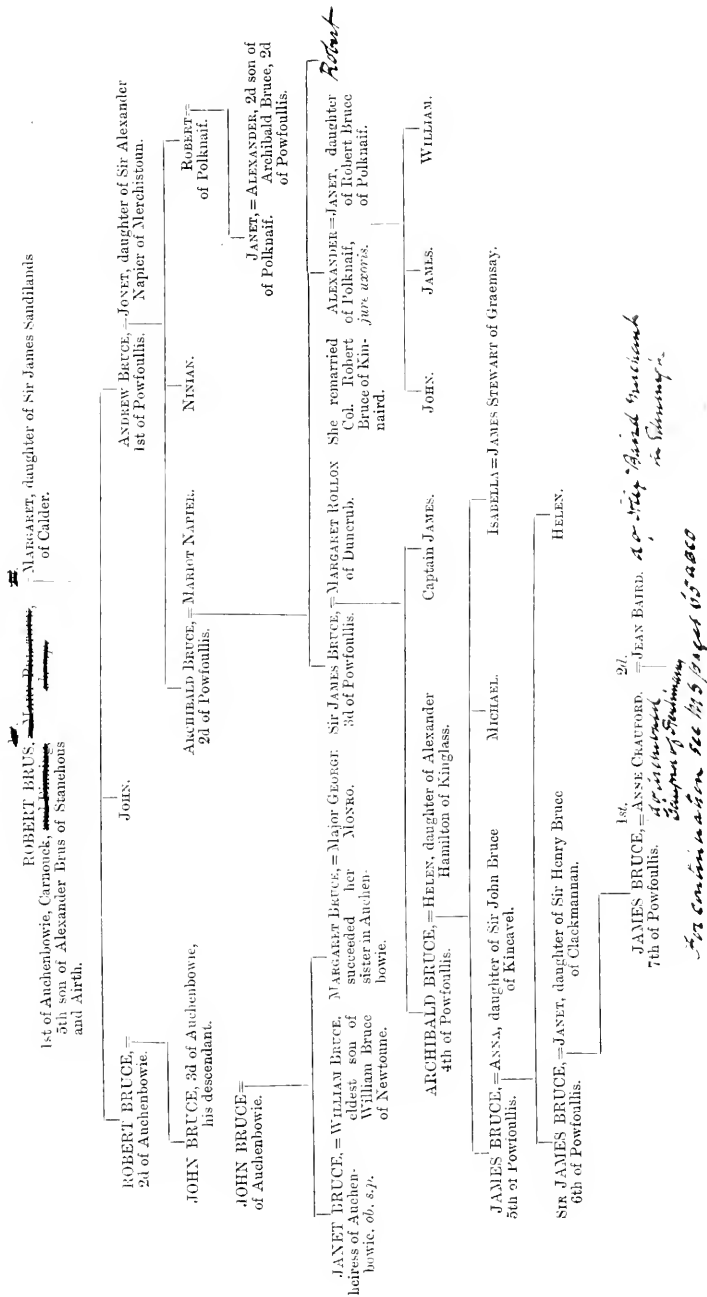 ROBERT BRUS,
1st of Auchenbowie, Carnouck,
5th son of Alexander Brus of Stanehous
and Airth.
=MARGARET, daughter of Sir James Sandilands
of Calder.
ROBERT BRUCE,=
2d of Auchenbowie.
JOHN.
ANDREW BRUCE,=JONET, daughter of Sir Alexander
1st of Powfoullis. Napier of Merchistoun.
JOHN BRUCE, 3d of Auchenbowie,
his descendant.
ARCHIBALD BRUCE,=MARIOT NAPIER.
2d of Powfoullis.
NINIAN.
ROBERT=
of Polknaif.
JOHN BRUCE=
of Auchenbowie.
JANET,=ALEXANDER, 2d son of
of Polknaif. Archibald Bruce, 2d
of Powfoullis.
JANET BRUCE,=WILLIAM BRUCE,
heiress of Auchen- eldest son of
bowie, ob. s.p. William Bruce
of Newtoune.
MARGARET BRUCE,=Major GEORGE
succeeded her MONRO.
sister in Auchen-
bowie.
Sir JAMES BRUCE,=MARGARET ROLLOX
3d of Powfoullis. of Duncrub.
She remarried
Col. Robert
Bruce of Kin-
naird.
ALEXANDER=JANET, daughter
of Polknaif, of Robert Bruce
jure uxoris. of Polknaif.
Robert
ARCHIBALD BRUCE,=HELEN, daughter of Alexander
4th of Powfoullis. Hamilton of Kinglass.
Captain JAMES.
JOHN.
JAMES.
WILLIAM.
JAMES BRUCE,=ANNA, daughter of Sir John Bruce
5th of Powfoullis. of Kincavel.
MICHAEL.
ISABELLA=JAMES STEWART of Graemsay.
SIR JAMES BRUCE,=JANET, daughter of Sir Henry Bruce
6th of Powfoullis. of Clackmannan.
HELEN.
1st. 2d.
JAMES BRUCE,=ANSE CRAUFORD. =JEAN BAIRD.
7th of Powfoullis.
For continuation see MS pages